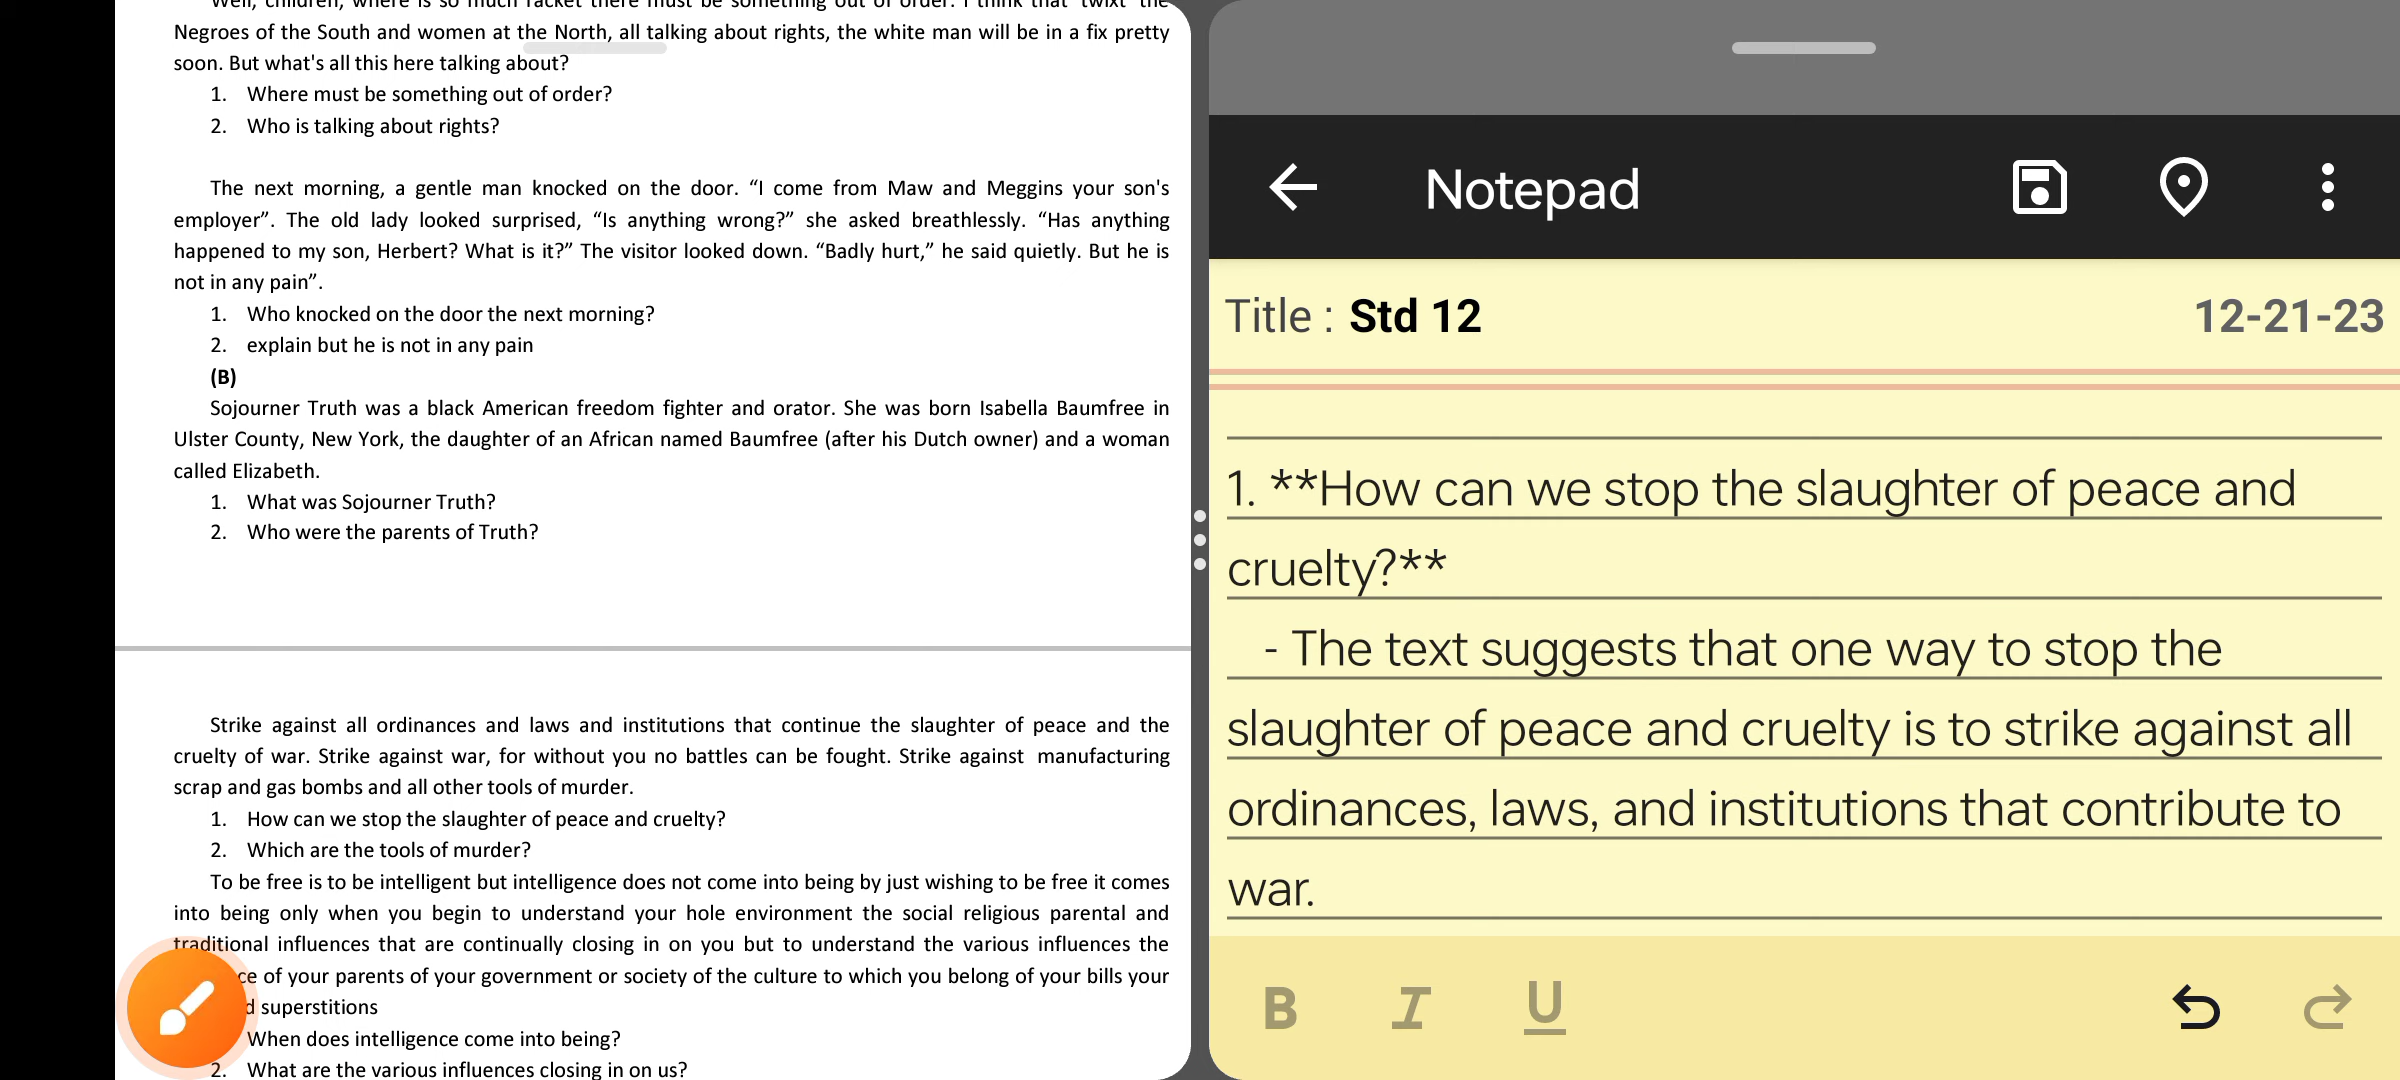 Well, children, where is so much racket there must be something out of order. I think that 'twixt' the
Negroes of the South and women at the North, all talking about rights, the white man will be in a fix pretty
soon. But what's all this here talking about?
1. Where must be something out of order?
2. Who is talking about rights?
The next morning, a gentle man knocked on the door. “I come from Maw and Meggins your son's
employer”. The old lady looked surprised, “Is anything wrong?” she asked breathlessly. “Has anything
happened to my son, Herbert? What is it?” The visitor looked down. “Badly hurt,” he said quietly. But he is
not in any pain”.
1. Who knocked on the door the next morning?
2. explain but he is not in any pain
(B)
Sojourner Truth was a black American freedom fighter and orator. She was born Isabella Baumfree in
Ulster County, New York, the daughter of an African named Baumfree (after his Dutch owner) and a woman
called Elizabeth.
1. What was Sojourner Truth?
2. Who were the parents of Truth?
Strike against all ordinances and laws and institutions that continue the slaughter of peace and the
cruelty of war. Strike against war, for without you no battles can be fought. Strike against manufacturing
scrap and gas bombs and all other tools of murder.
1. How can we stop the slaughter of peace and cruelty?
2. Which are the tools of murder?
To be free is to be intelligent but intelligence does not come into being by just wishing to be free it comes
into being only when you begin to understand your hole environment the social religious parental and
traditional influences that are continually closing in on you but to understand the various influences the
ce of your parents of your government or society of the culture to which you belong of your bills your
d superstitions
When does intelligence come into being?
2. What are the various influences closing in on us?
Notepad
Title : Std 12 12-21-23
1. **How can we stop the slaughter of peace and
cruelty?**
- The text suggests that one way to stop the
slaughter of peace and cruelty is to strike against all
ordinances, laws, and institutions that contribute to
war.
B I U